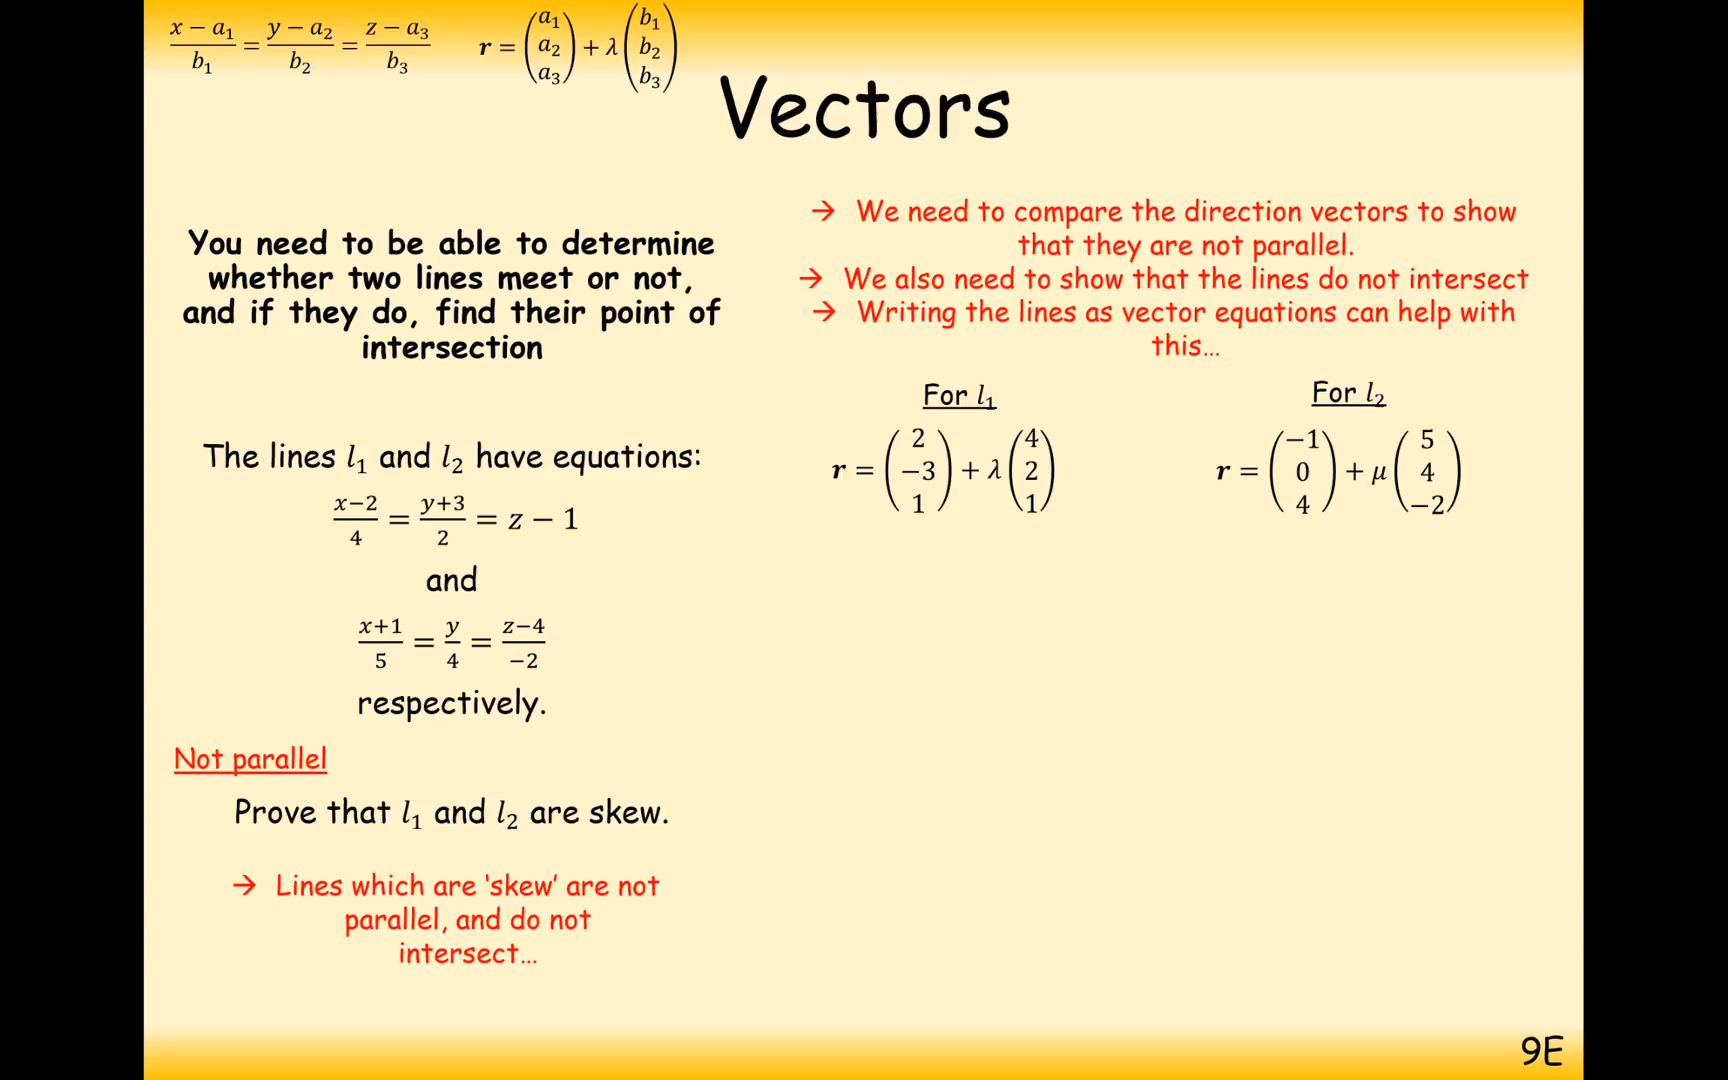 (x − a₁)/b₁ = (y − a₂)/b₂ = (z − a₃)/b₃
r = (a₁ a₂ a₃) + λ (b₁ b₂ b₃)
Vectors
You need to be able to determine
whether two lines meet or not,
and if they do, find their point of
intersection
The lines l₁ and l₂ have equations:
(x−2)/4 = (y+3)/2 = z − 1
and
(x+1)/5 = y/4 = (z−4)/−2
respectively.
Not parallel
Prove that l₁ and l₂ are skew.
→ Lines which are ‘skew’ are not
parallel, and do not
intersect…
→ We need to compare the direction vectors to show
that they are not parallel.
→ We also need to show that the lines do not intersect
→ Writing the lines as vector equations can help with
this…
For l₁
r = (2 −3 1) + λ (4 2 1)
For l₂
r = (−1 0 4) + μ (5 4 −2)
9E